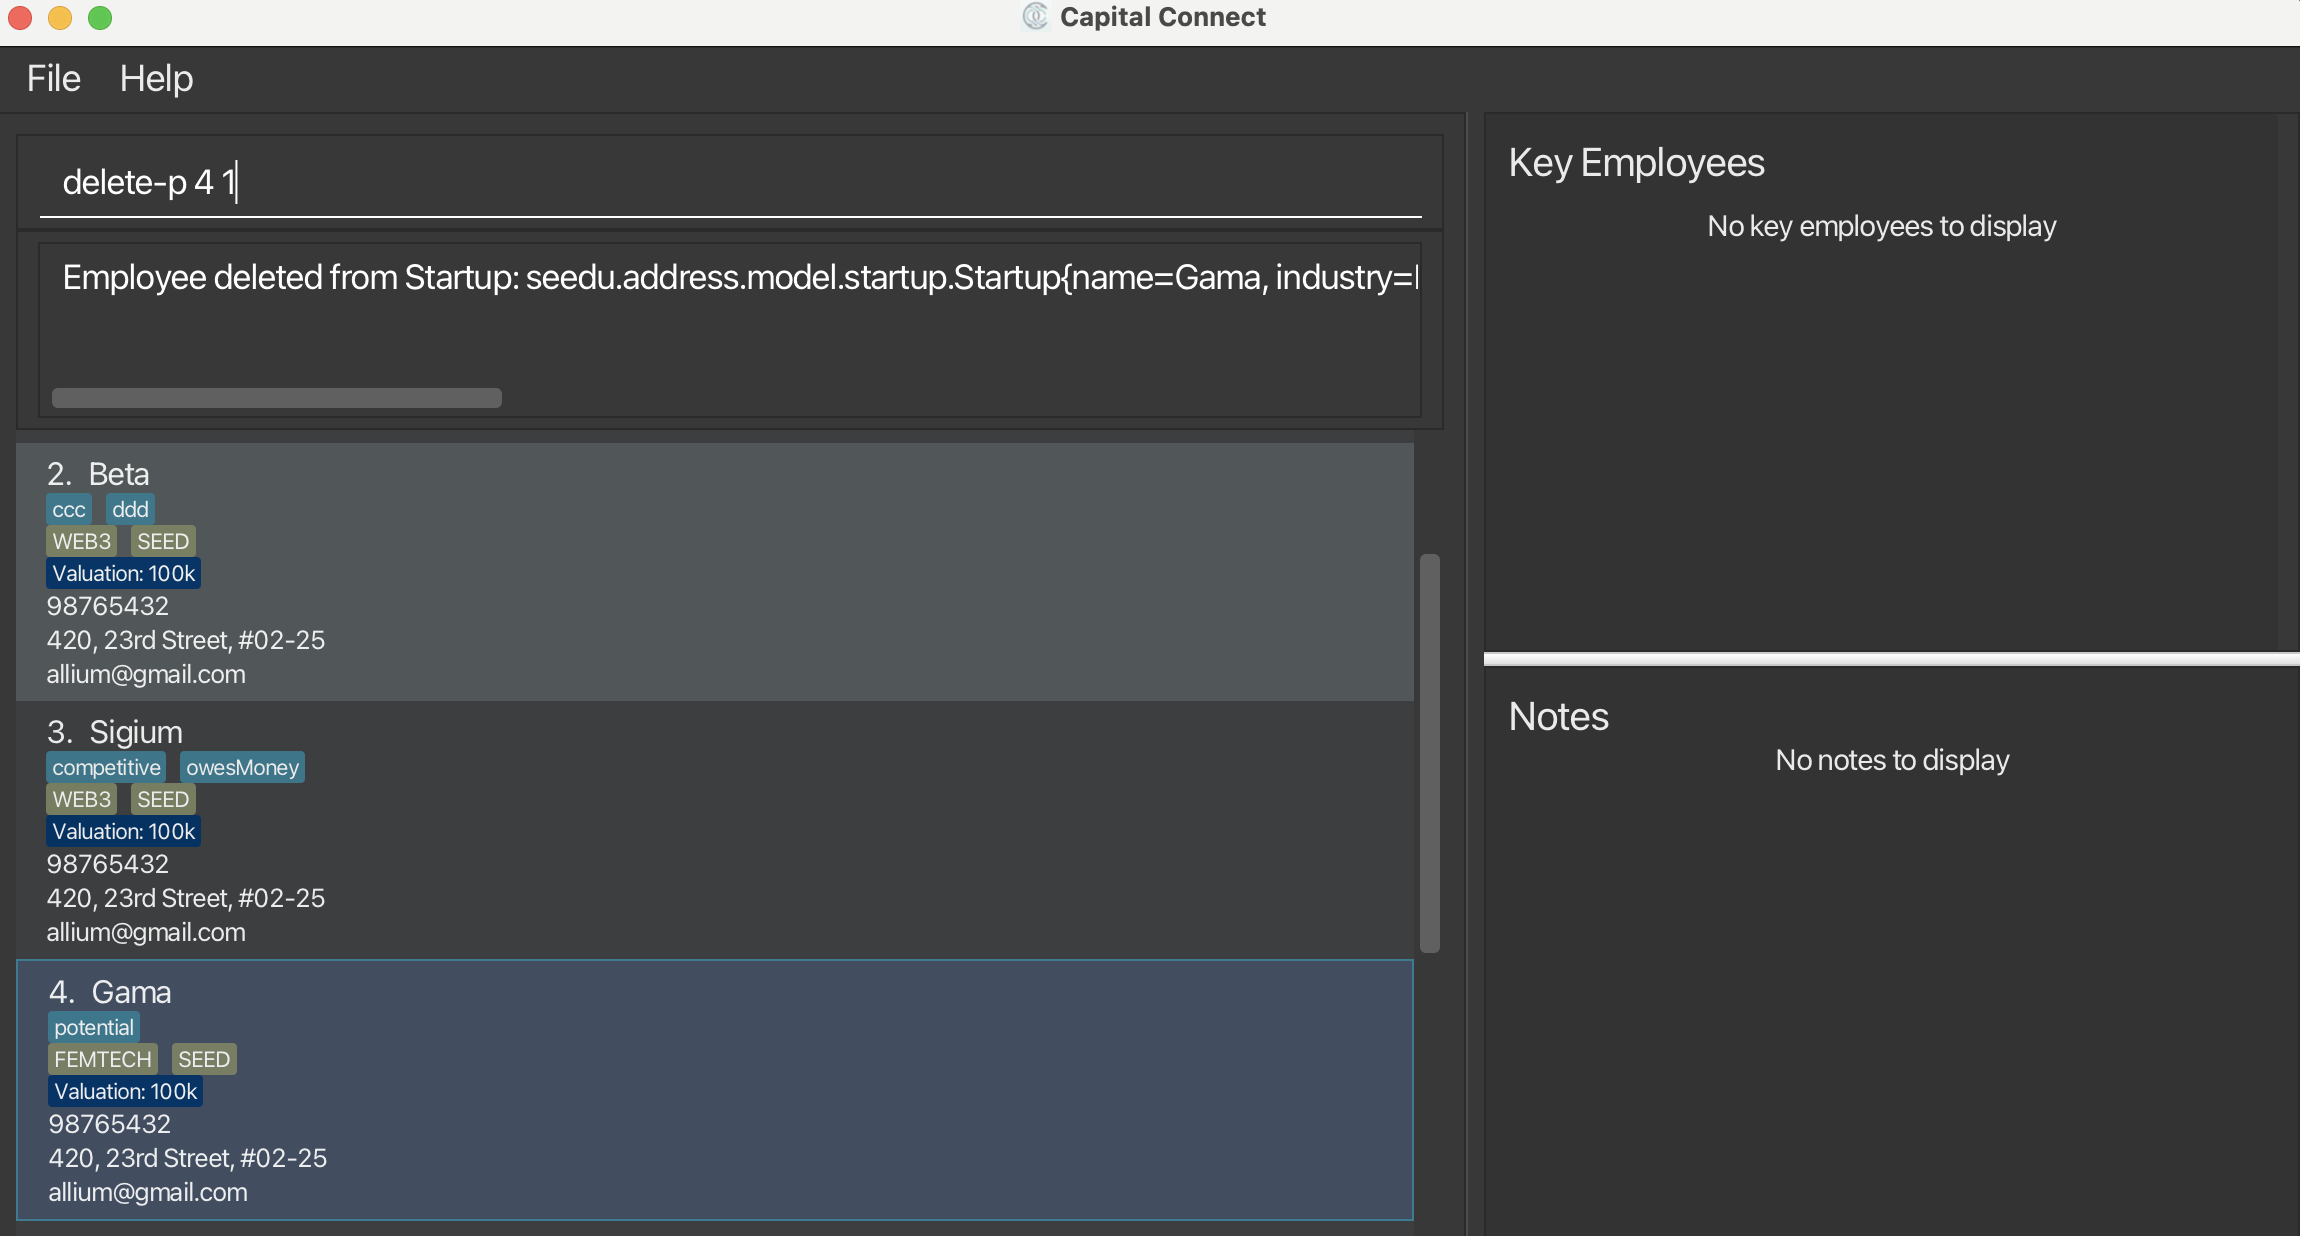 Capital Connect
File Help
delete-p 4 1
Employee deleted from Startup: seedu.address.model.startup.Startup{name=Gama, industry=
2. Beta
ccc ddd
WEB3 SEED
Valuation: 100k
98765432
420, 23rd Street, #02-25
allium@gmail.com
3. Sigium
competitive owesMoney
WEB3 SEED
Valuation: 100k
98765432
420, 23rd Street, #02-25
allium@gmail.com
4. Gama
potential
FEMTECH SEED
Valuation: 100k
98765432
420, 23rd Street, #02-25
allium@gmail.com
Key Employees
No key employees to display
Notes
No notes to display